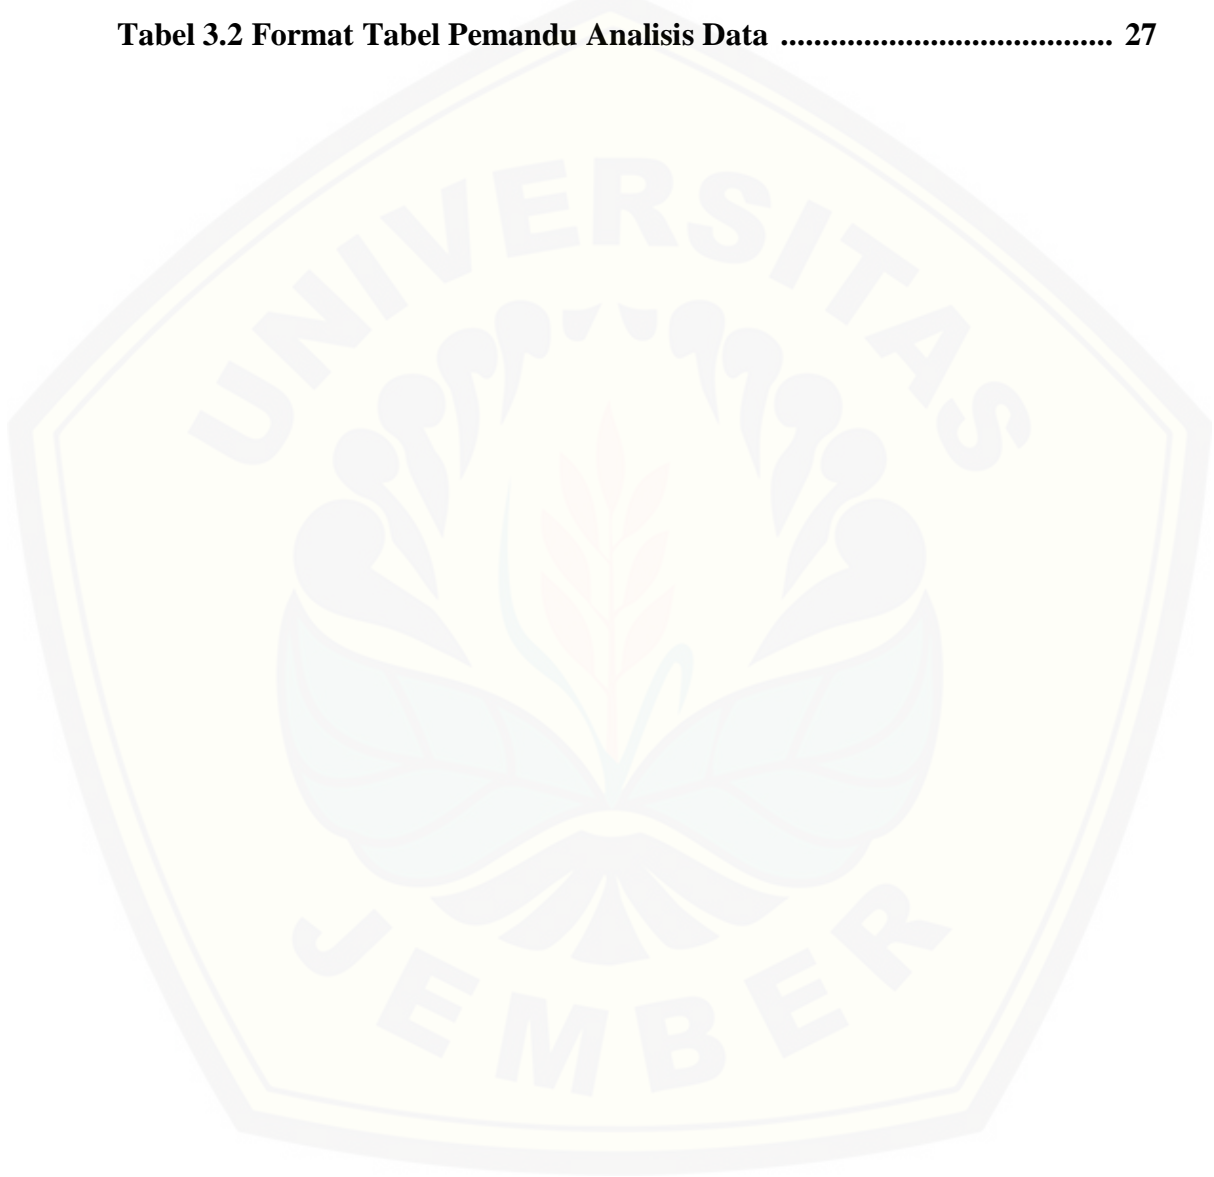 Tabel 3.2 Format Tabel Pemandu Analisis Data ......................................... 27
UNIVERSITAS
JEMBER